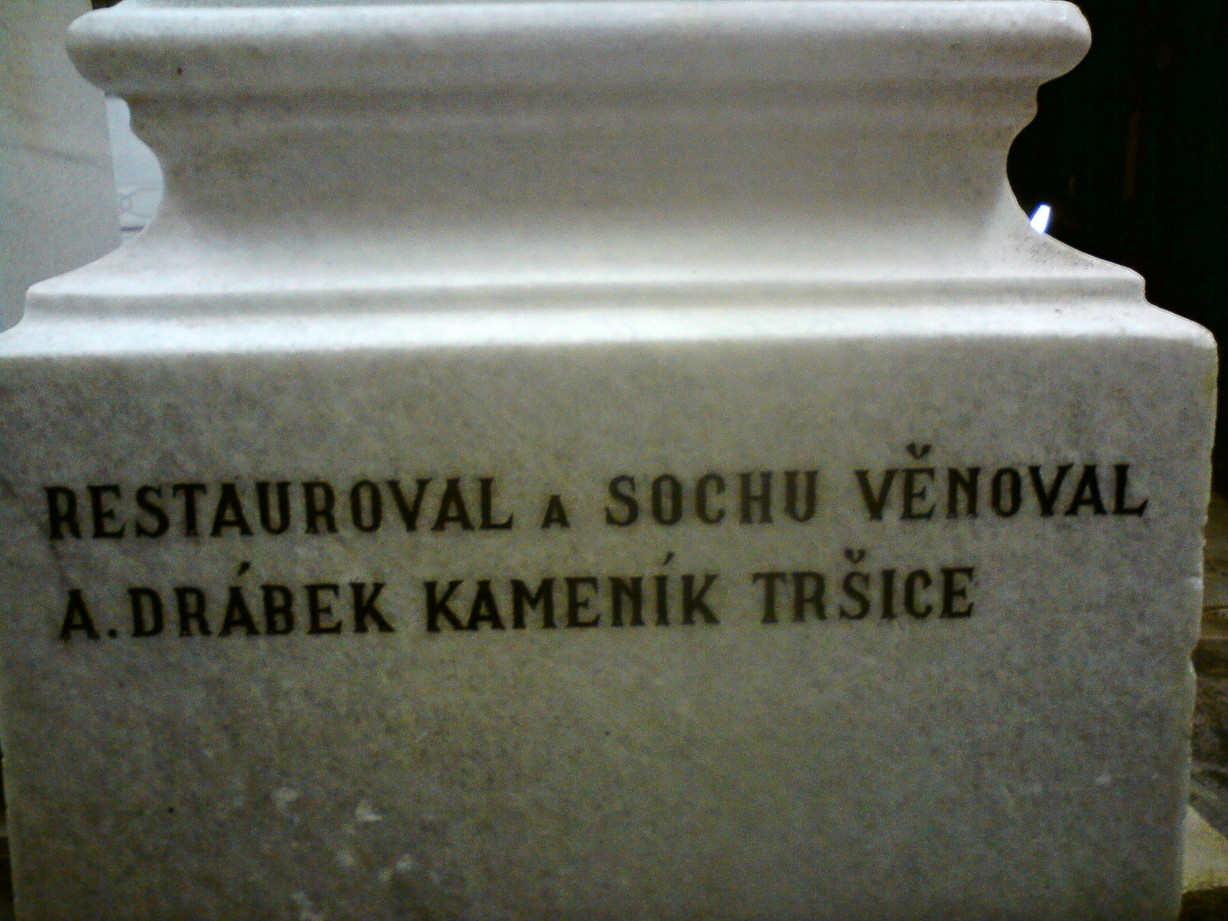 RESTAUROVAL A SOCHU VĚNOVAL
A. DRÁBEK KAMENÍK TRŠICE